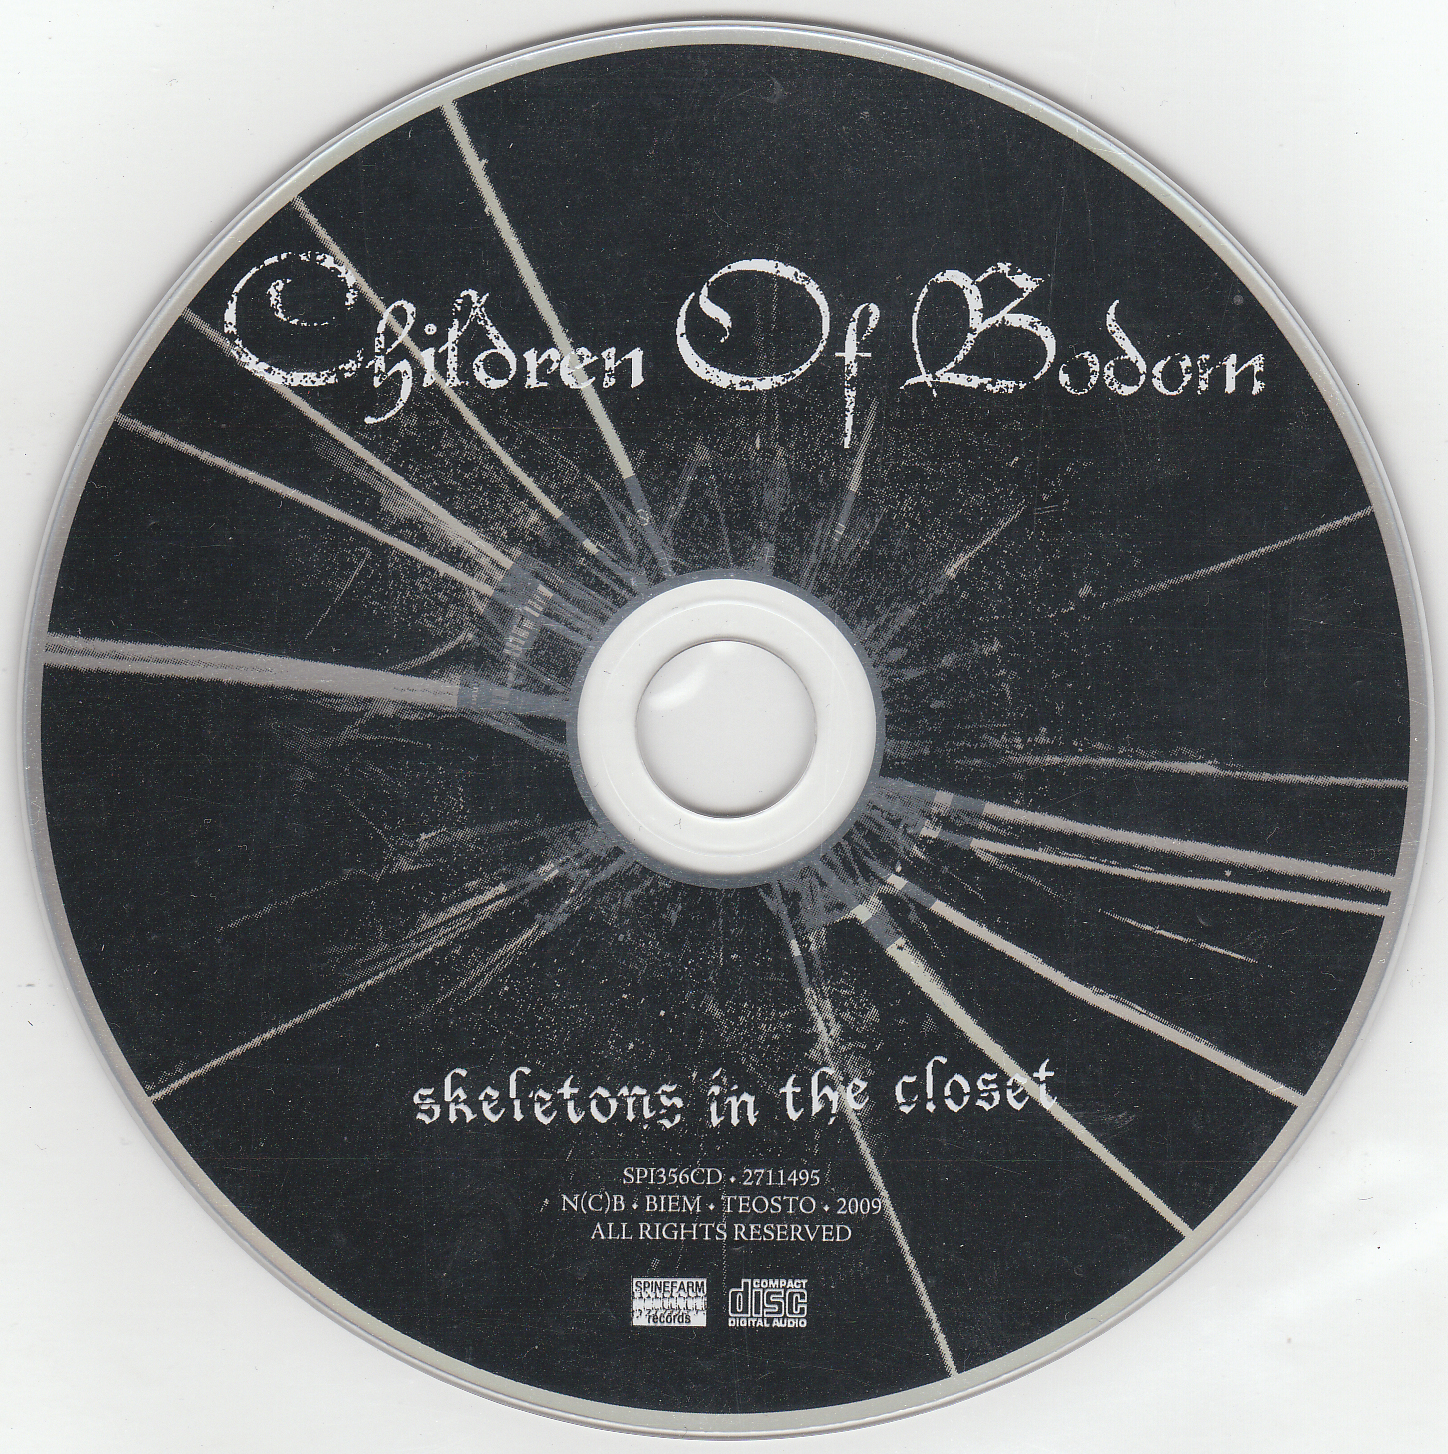 Children Of Bodom
skeletons in the closet
SPI356CD • 2711495
N(C)B • BIEM • TEOSTO • 2009
ALL RIGHTS RESERVED
SPINEFARM
records
COMPACT
disc
DIGITAL AUDIO